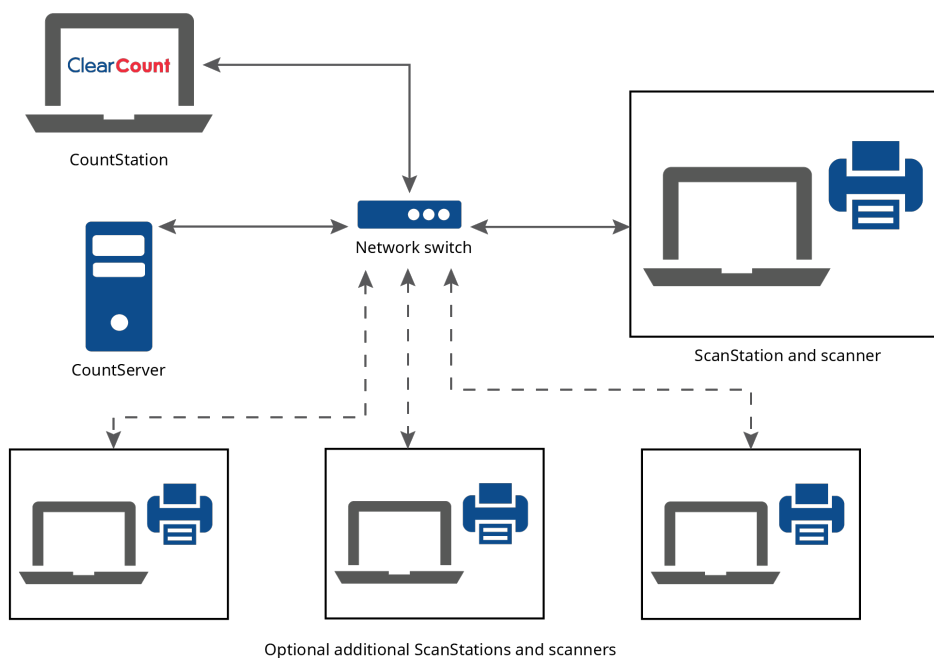 ClearCount
CountStation
Network switch
CountServer
ScanStation and scanner
Optional additional ScanStations and scanners